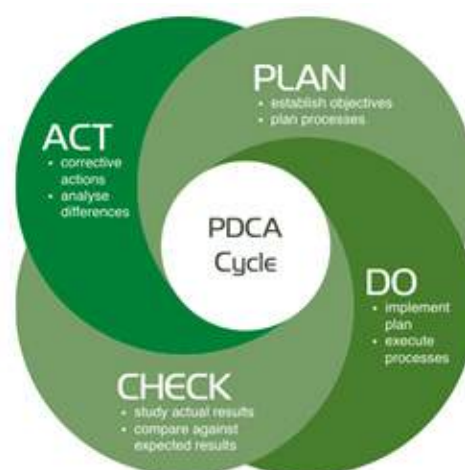 PLAN
• establish objectives
• plan processes
ACT
• corrective
actions
• analyse
differences
PDCA
Cycle
DO
• implement
plan
• execute
processes
CHECK
• study actual results
• compare against
expected results